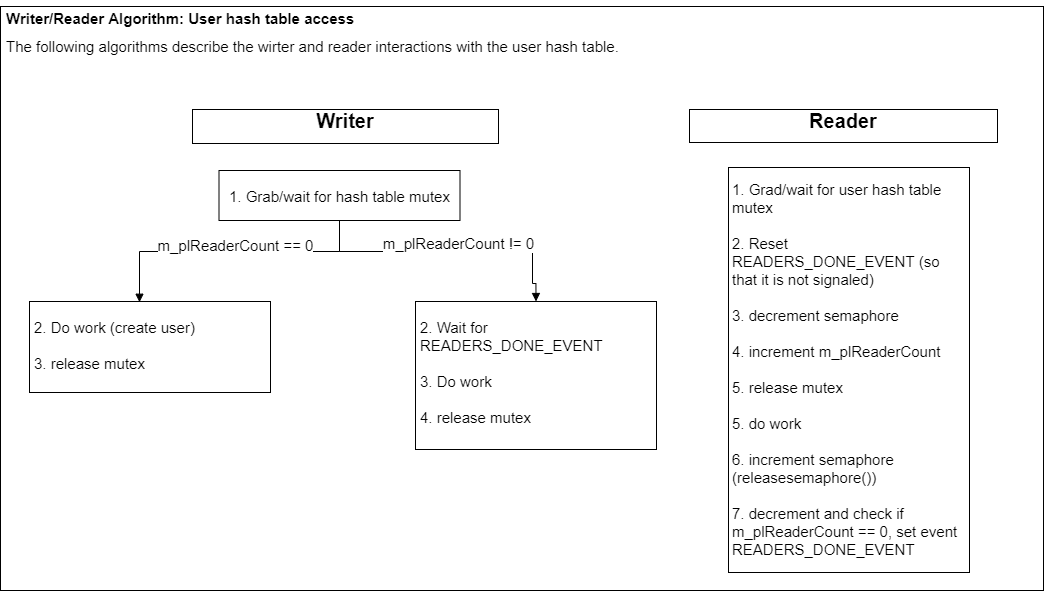 Writer/Reader Algorithm: User hash table access
The following algorithms describe the wirter and reader interactions with the user hash table.
Writer
1. Grab/wait for hash table mutex
_m_plReaderCount == 0_
_m_plReaderCount != 0
2. Do work (create user)
3. release mutex
2. Wait for
READERS_DONE_EVENT
3. Do work
4. release mutex
Reader
1. Grad/wait for user hash table
mutex
2. Reset
READERS_DONE_EVENT (so
that it is not signaled)
3. decrement semaphore
4. increment m_plReaderCount
5. release mutex
5. do work
6. increment semaphore
(releasesemaphore())
7. decrement and check if
m_plReaderCount == 0, set event
READERS_DONE_EVENT